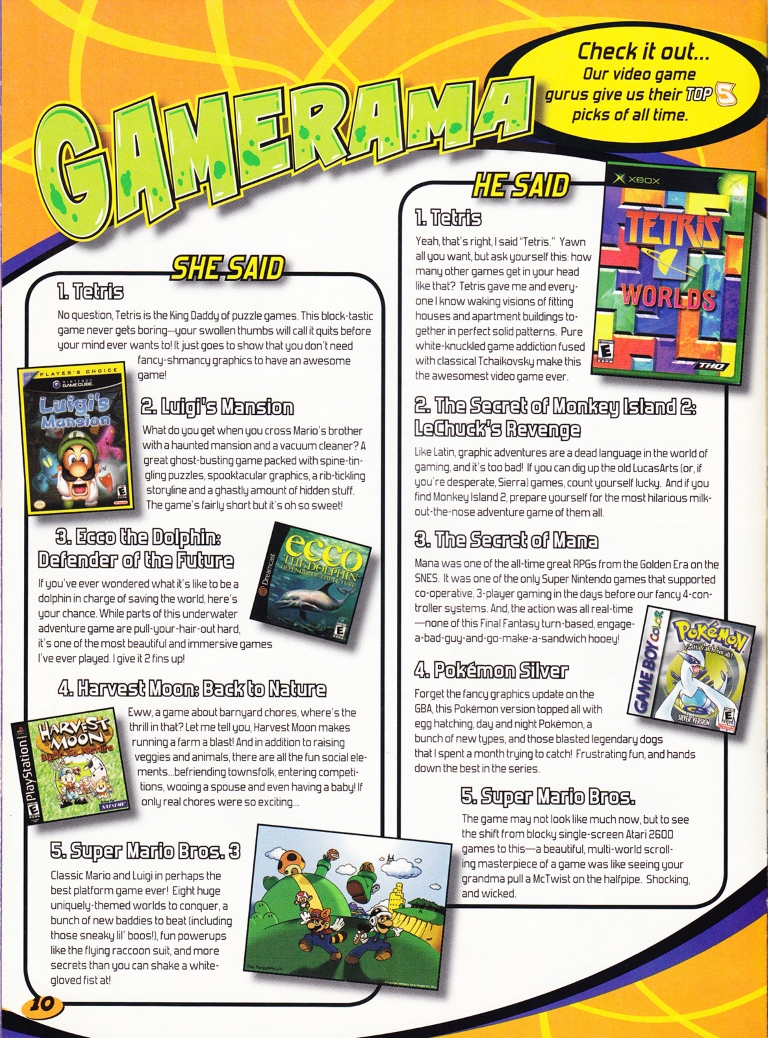 Check it out...
Our video game
gurus give us their TOP 5
picks of all time.
GAMERAMA
SHE SAID
1. Tetris
No question, Tetris is the King Daddy of puzzle games. This block-tastic
game never gets boring—your swollen thumbs will call it quits before
your mind ever wants to! It just goes to show that you don't need
fancy-shmancy graphics to have an awesome
game!
PLAYER'S CHOICE
NINTENDO
GAMECUBE
Luigi's
Mansion
2. Luigi's Mansion
What do you get when you cross Mario's brother
with a haunted mansion and a vacuum cleaner? A
great ghost-busting game packed with spine-tin-
gling puzzles, spooktacular graphics, a rib-tickling
storyline and a ghastly amount of hidden stuff.
The game's fairly short but it's oh so sweet!
3. Ecco the Dolphin:
Defender of the Future
If you've ever wondered what it's like to be a
dolphin in charge of saving the world, here's
your chance. While parts of this underwater
adventure game are pull-your-hair-out hard,
it's one of the most beautiful and immersive games
I've ever played. I give it 2 fins up!
Dreamcast
ecco
THE DOLPHIN
DEFENDER OF THE FUTURE
4. Harvest Moon: Back to Nature
Eww, a game about barnyard chores, where's the
thrill in that? Let me tell you, Harvest Moon makes
running a farm a blast! And in addition to raising
veggies and animals, there are all the fun social ele-
ments...befriending townsfolk, entering competi-
tions, wooing a spouse and even having a baby! If
only real chores were so exciting...
PlayStation
HARVEST
MOON
5. Super Mario Bros. 3
Classic Mario and Luigi in perhaps the
best platform game ever! Eight huge
uniquely-themed worlds to conquer, a
bunch of new baddies to beat (including
those sneaky lil' boos!), fun powerups
like the flying raccoon suit, and more
secrets than you can shake a white-
gloved fist at!
HE SAID
1. Tetris
Yeah, that's right, I said "Tetris." Yawn
all you want, but ask yourself this: how
many other games get in your head
like that? Tetris gave me and every-
one I know waking visions of fitting
houses and apartment buildings to-
gether in perfect solid patterns. Pure
white-knuckled game addiction fused
with classical Tchaikovsky make this
the awesomest video game ever.
XBOX
TETRIS
WORLDS
THQ
2. The Secret of Monkey Island 2:
LeChuck's Revenge
Like Latin, graphic adventures are a dead language in the world of
gaming, and it's too bad! If you can dig up the old LucasArts (or, if
you're desperate, Sierra) games, count yourself lucky. And if you
find Monkey Island 2, prepare yourself for the most hilarious milk-
out-the-nose adventure game of them all.
3. The Secret of Mana
Mana was one of the all-time great RPGs from the Golden Era on the
SNES. It was one of the only Super Nintendo games that supported
co-operative, 3-player gaming in the days before our fancy 4-con-
troller systems. And, the action was all real-time
—none of this Final Fantasy turn-based, engage-
a-bad-guy-and-go-make-a-sandwich hooey!
4. Pokémon Silver
Forget the fancy graphics update on the
GBA, this Pokemon version topped all with
egg hatching, day and night Pokémon, a
bunch of new types, and those blasted legendary dogs
that I spent a month trying to catch! Frustrating, fun, and hands
down the best in the series.
GAME BOY COLOR
POKéMON
SILVER VERSION
5. Super Mario Bros.
The game may not look like much now, but to see
the shift from blocky single-screen Atari 2600
games to this—a beautiful, multi-world scroll-
ing masterpiece of a game was like seeing your
grandma pull a McTwist on the halfpipe. Shocking,
and wicked.
10